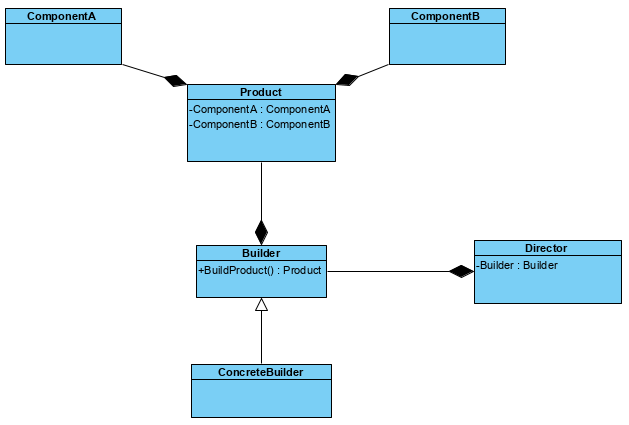 ComponentA
ComponentB
Product
-ComponentA : ComponentA
-ComponentB : ComponentB
Builder
+BuildProduct() : Product
Director
-Builder : Builder
ConcreteBuilder